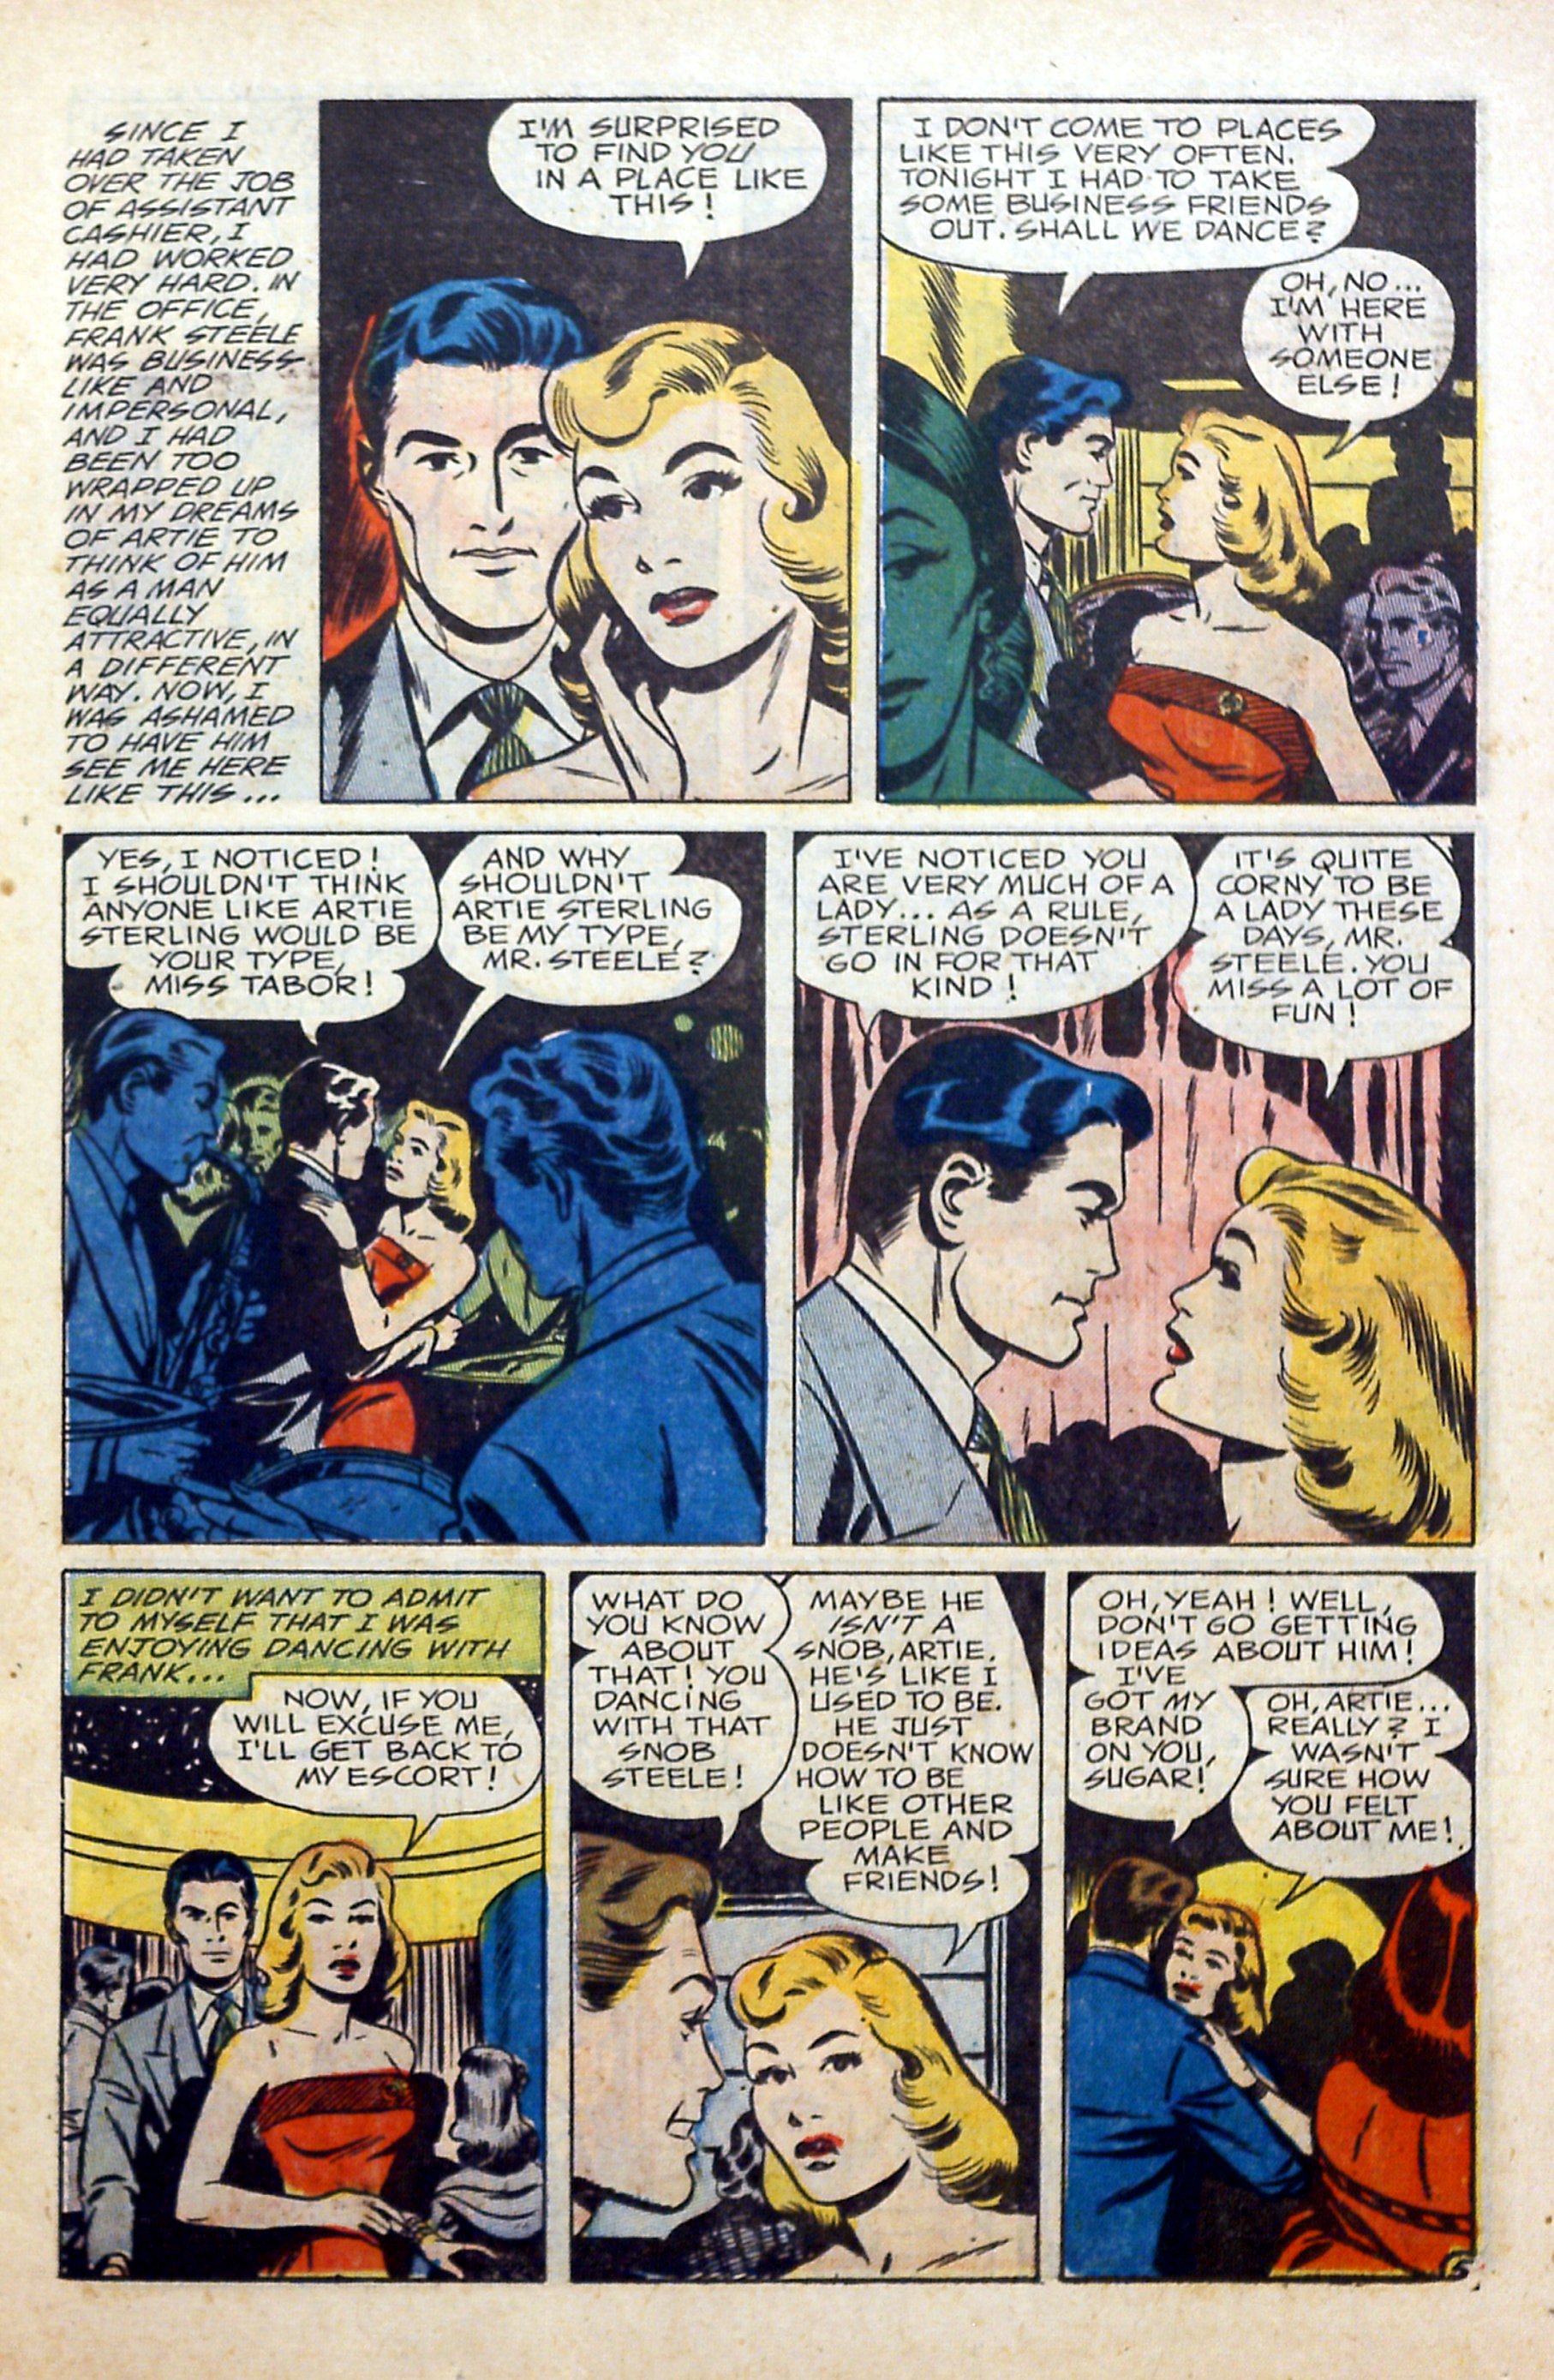 SINCE I
HAD TAKEN
OVER THE JOB
OF ASSISTANT
CASHIER, I
HAD WORKED
VERY HARD. IN
THE OFFICE,
FRANK STEELE
WAS BUSINESS
LIKE AND
IMPERSONAL,
AND I HAD
BEEN TOO
WRAPPED UP
IN MY DREAMS
OF ARTIE TO
THINK OF HIM
AS A MAN
EQUALLY
ATTRACTIVE, IN
A DIFFERENT
WAY. NOW, I
WAS ASHAMED
TO HAVE HIM
SEE ME HERE
LIKE THIS...
I'M SURPRISED
TO FIND YOU
IN A PLACE LIKE
THIS!
I DON'T COME TO PLACES
LIKE THIS VERY OFTEN.
TONIGHT I HAD TO TAKE
SOME BUSINESS FRIENDS
OUT. SHALL WE DANCE?
OH, NO...
I'M HERE
WITH
SOMEONE
ELSE!
YES, I NOTICED!
I SHOULDN'T THINK
ANYONE LIKE ARTIE
STERLING WOULD BE
YOUR TYPE,
MISS TABOR!
AND WHY
SHOULDN'T
ARTIE STERLING
BE MY TYPE,
MR. STEELE?
I'VE NOTICED YOU
ARE VERY MUCH OF A
LADY... AS A RULE,
STERLING DOESN'T
GO IN FOR THAT
KIND!
IT'S QUITE
CORNY TO BE
A LADY THESE
DAYS, MR.
STEELE. YOU
MISS A LOT OF
FUN!
I DIDN'T WANT TO ADMIT
TO MYSELF THAT I WAS
ENJOYING DANCING WITH
FRANK...
NOW, IF YOU
WILL EXCUSE ME,
I'LL GET BACK TO
MY ESCORT!
WHAT DO
YOU KNOW
ABOUT
THAT! YOU
DANCING
WITH THAT
SNOB
STEELE!
MAYBE HE
ISN'T A
SNOB, ARTIE.
HE'S LIKE I
USED TO BE.
HE JUST
DOESN'T KNOW
HOW TO BE
LIKE OTHER
PEOPLE AND
MAKE
FRIENDS!
OH, YEAH! WELL,
DON'T GO GETTING
IDEAS ABOUT HIM!
I'VE
GOT MY
BRAND
ON YOU,
SUGAR!
OH, ARTIE...
REALLY? I
WASN'T
SURE HOW
YOU FELT
ABOUT ME!
5